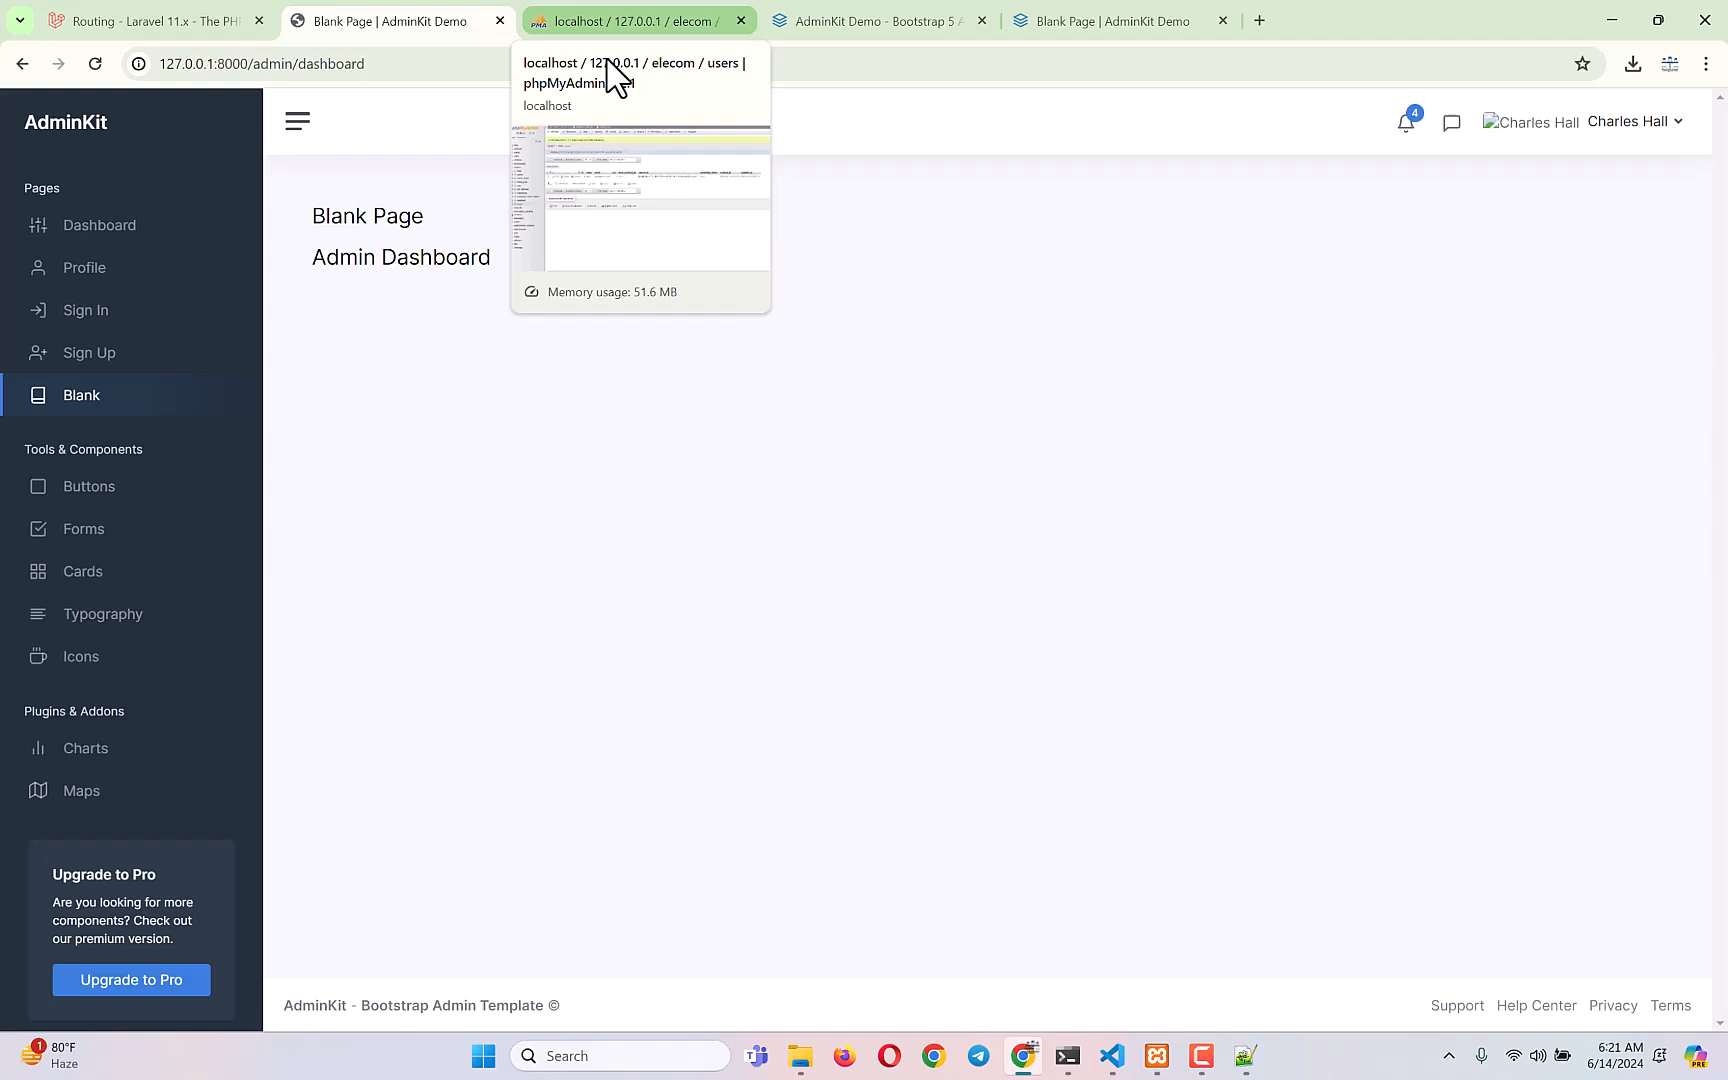 Routing - Laravel 11.x - The PH
Blank Page | AdminKit Demo
localhost / 127.0.0.1 / elecom /
AdminKit Demo - Bootstrap 5 A
Blank Page | AdminKit Demo
127.0.0.1:8000/admin/dashboard
localhost / 127.0.0.1 / elecom / users |
phpMyAdmin
localhost
Memory usage: 51.6 MB
AdminKit
4
Charles Hall
Charles Hall
Pages
Dashboard
Profile
Sign In
Sign Up
Blank
Tools & Components
Buttons
Forms
Cards
Typography
Icons
Plugins & Addons
Charts
Maps
Upgrade to Pro
Are you looking for more
components? Check out
our premium version.
Upgrade to Pro
Blank Page
Admin Dashboard
AdminKit - Bootstrap Admin Template ©
Support
Help Center
Privacy
Terms
1
80°F
Haze
Search
6:21 AM
6/14/2024
PRE